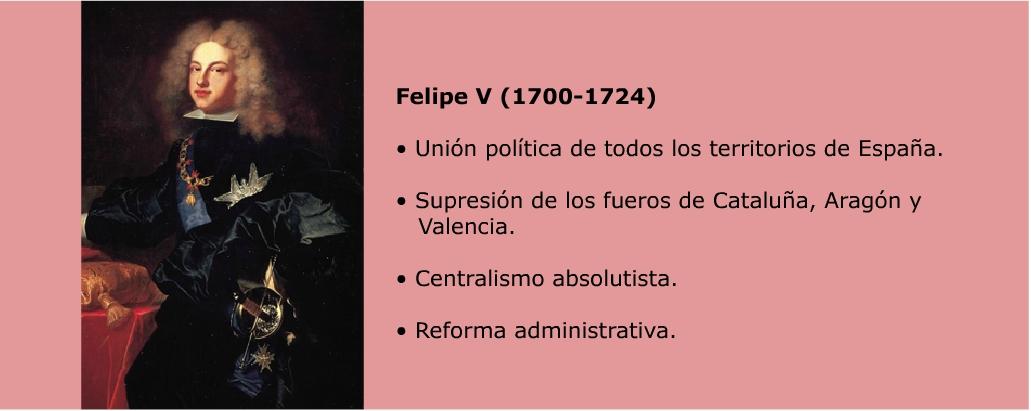 Felipe V (1700-1724)
• Unión política de todos los territorios de España.
• Supresión de los fueros de Cataluña, Aragón y
Valencia.
• Centralismo absolutista.
• Reforma administrativa.